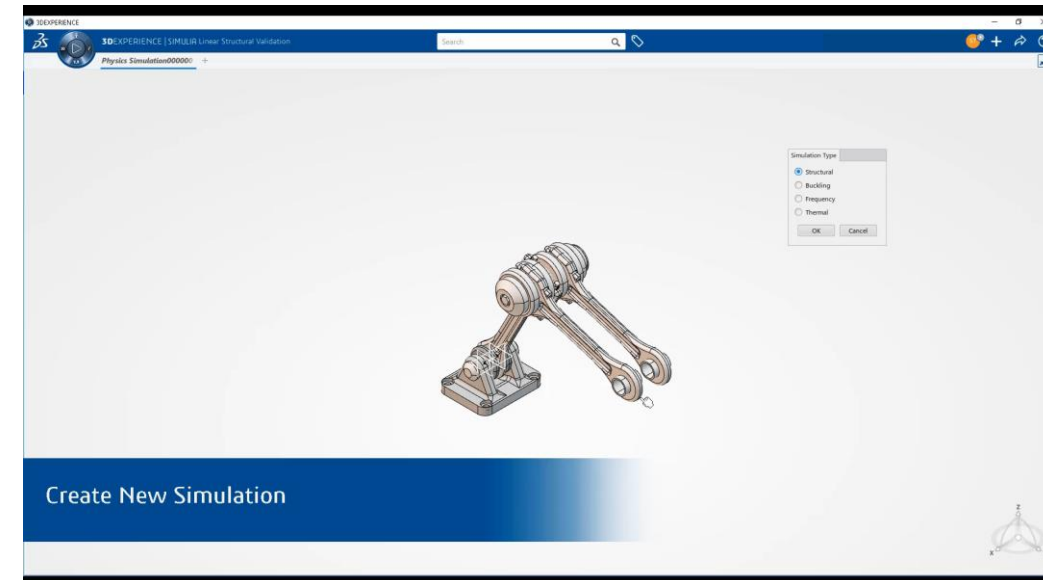 3DEXPERIENCE
3DEXPERIENCE | SIMULIA Linear Structural Validation
Search
Physics Simulation000000
Simulation Type
Structural
Buckling
Frequency
Thermal
OK Cancel
Create New Simulation
z
x